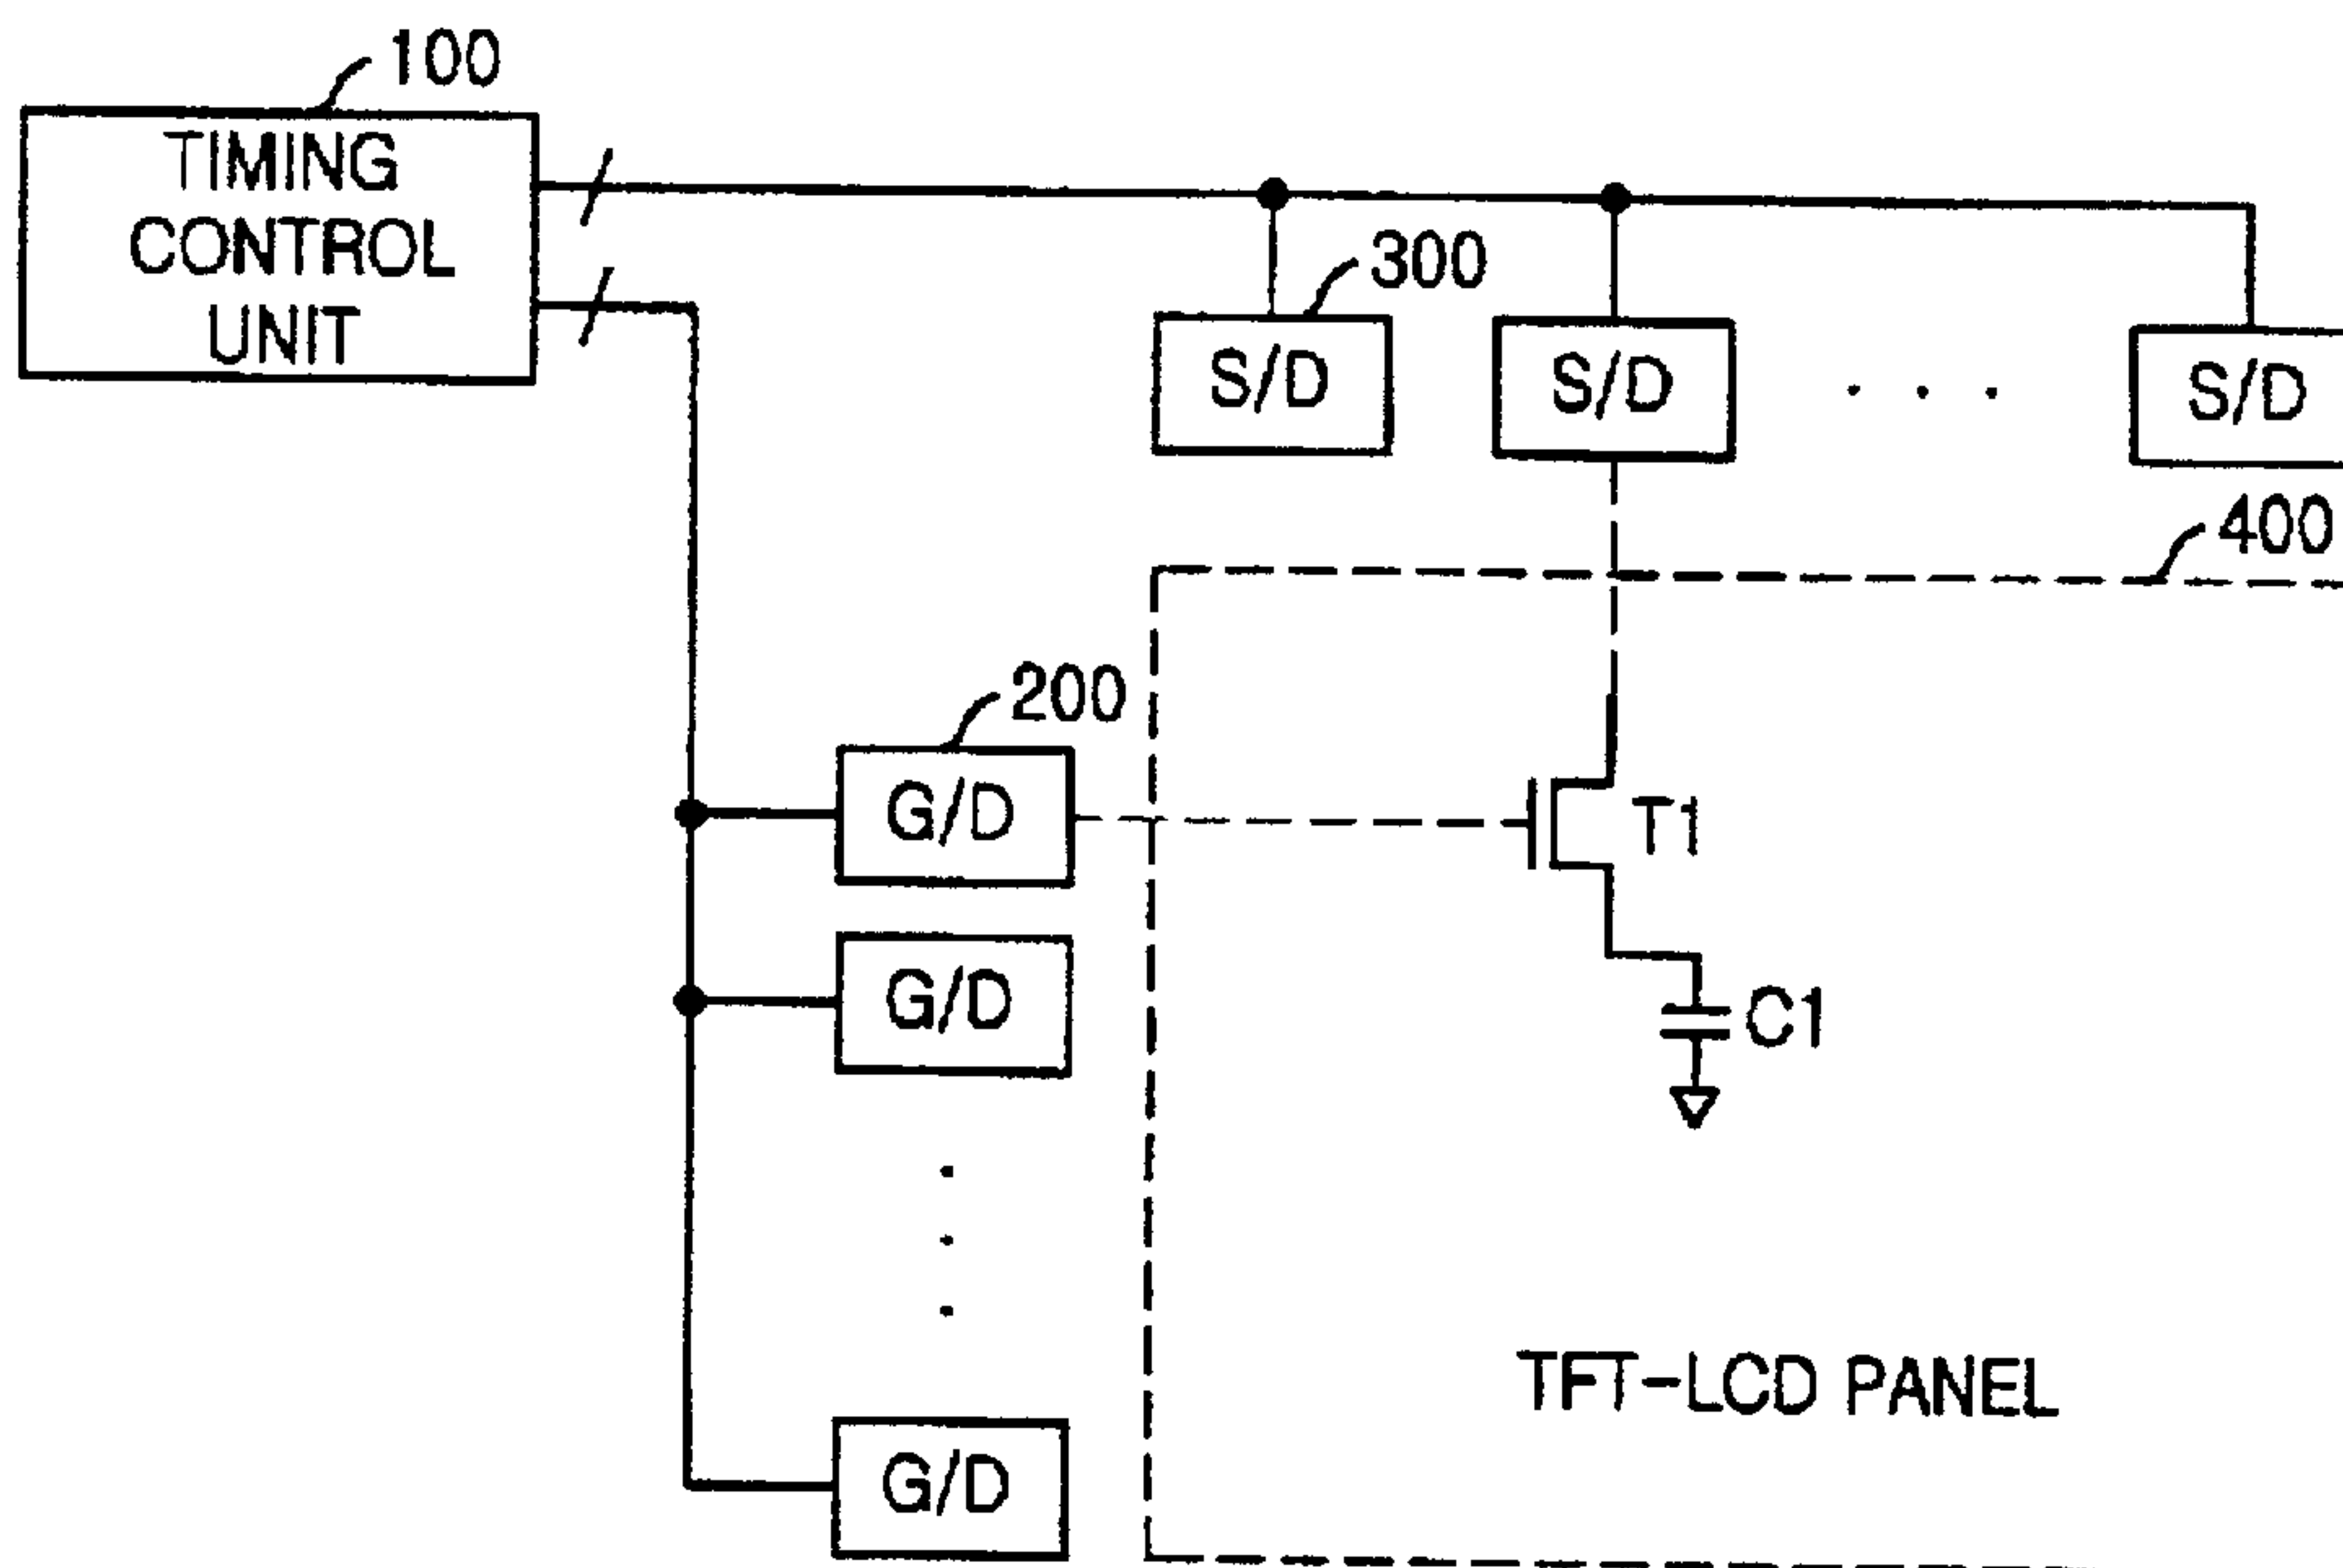 100
TIMING
CONTROL
UNIT
300
S/D
S/D
S/D
400
200
G/D
T1
G/D
C1
TFT-LCD PANEL
G/D